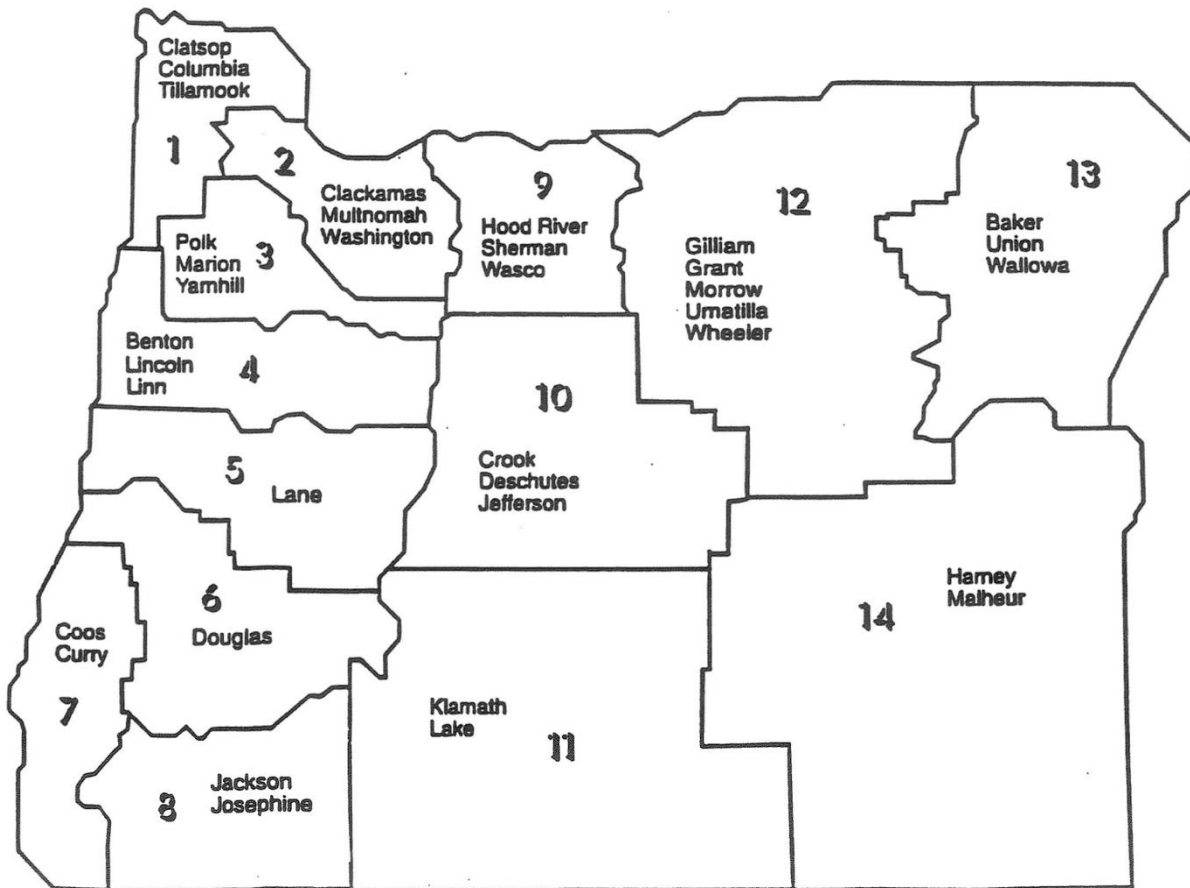 Clatsop
Columbia
Tillamook
1
2
Clackamas
Multnomah
Washington
3
Polk
Marion
Yamhill
Benton
Lincoln
Linn
4
5
Lane
6
Douglas
Coos
Curry
7
8
Jackson
Josephine
9
Hood River
Sherman
Wasco
10
Crook
Deschutes
Jefferson
Klamath
Lake
11
12
Gilliam
Grant
Morrow
Umatilla
Wheeler
13
Baker
Union
Wallowa
Harney
Malheur
14